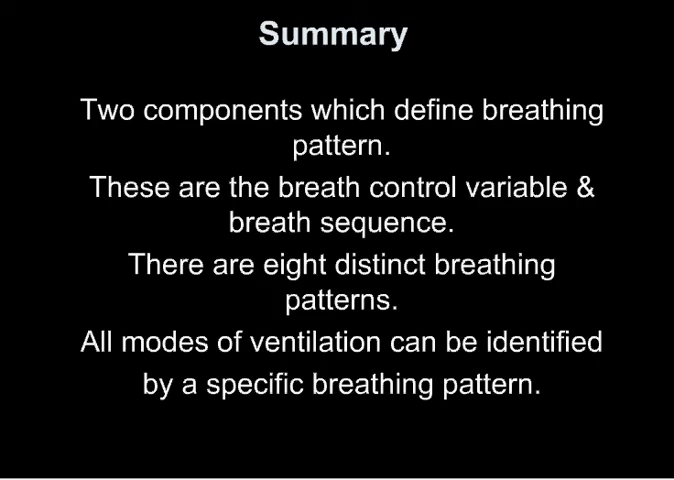 Summary
Two components which define breathing
pattern.
These are the breath control variable &
breath sequence.
There are eight distinct breathing
patterns.
All modes of ventilation can be identified
by a specific breathing pattern.